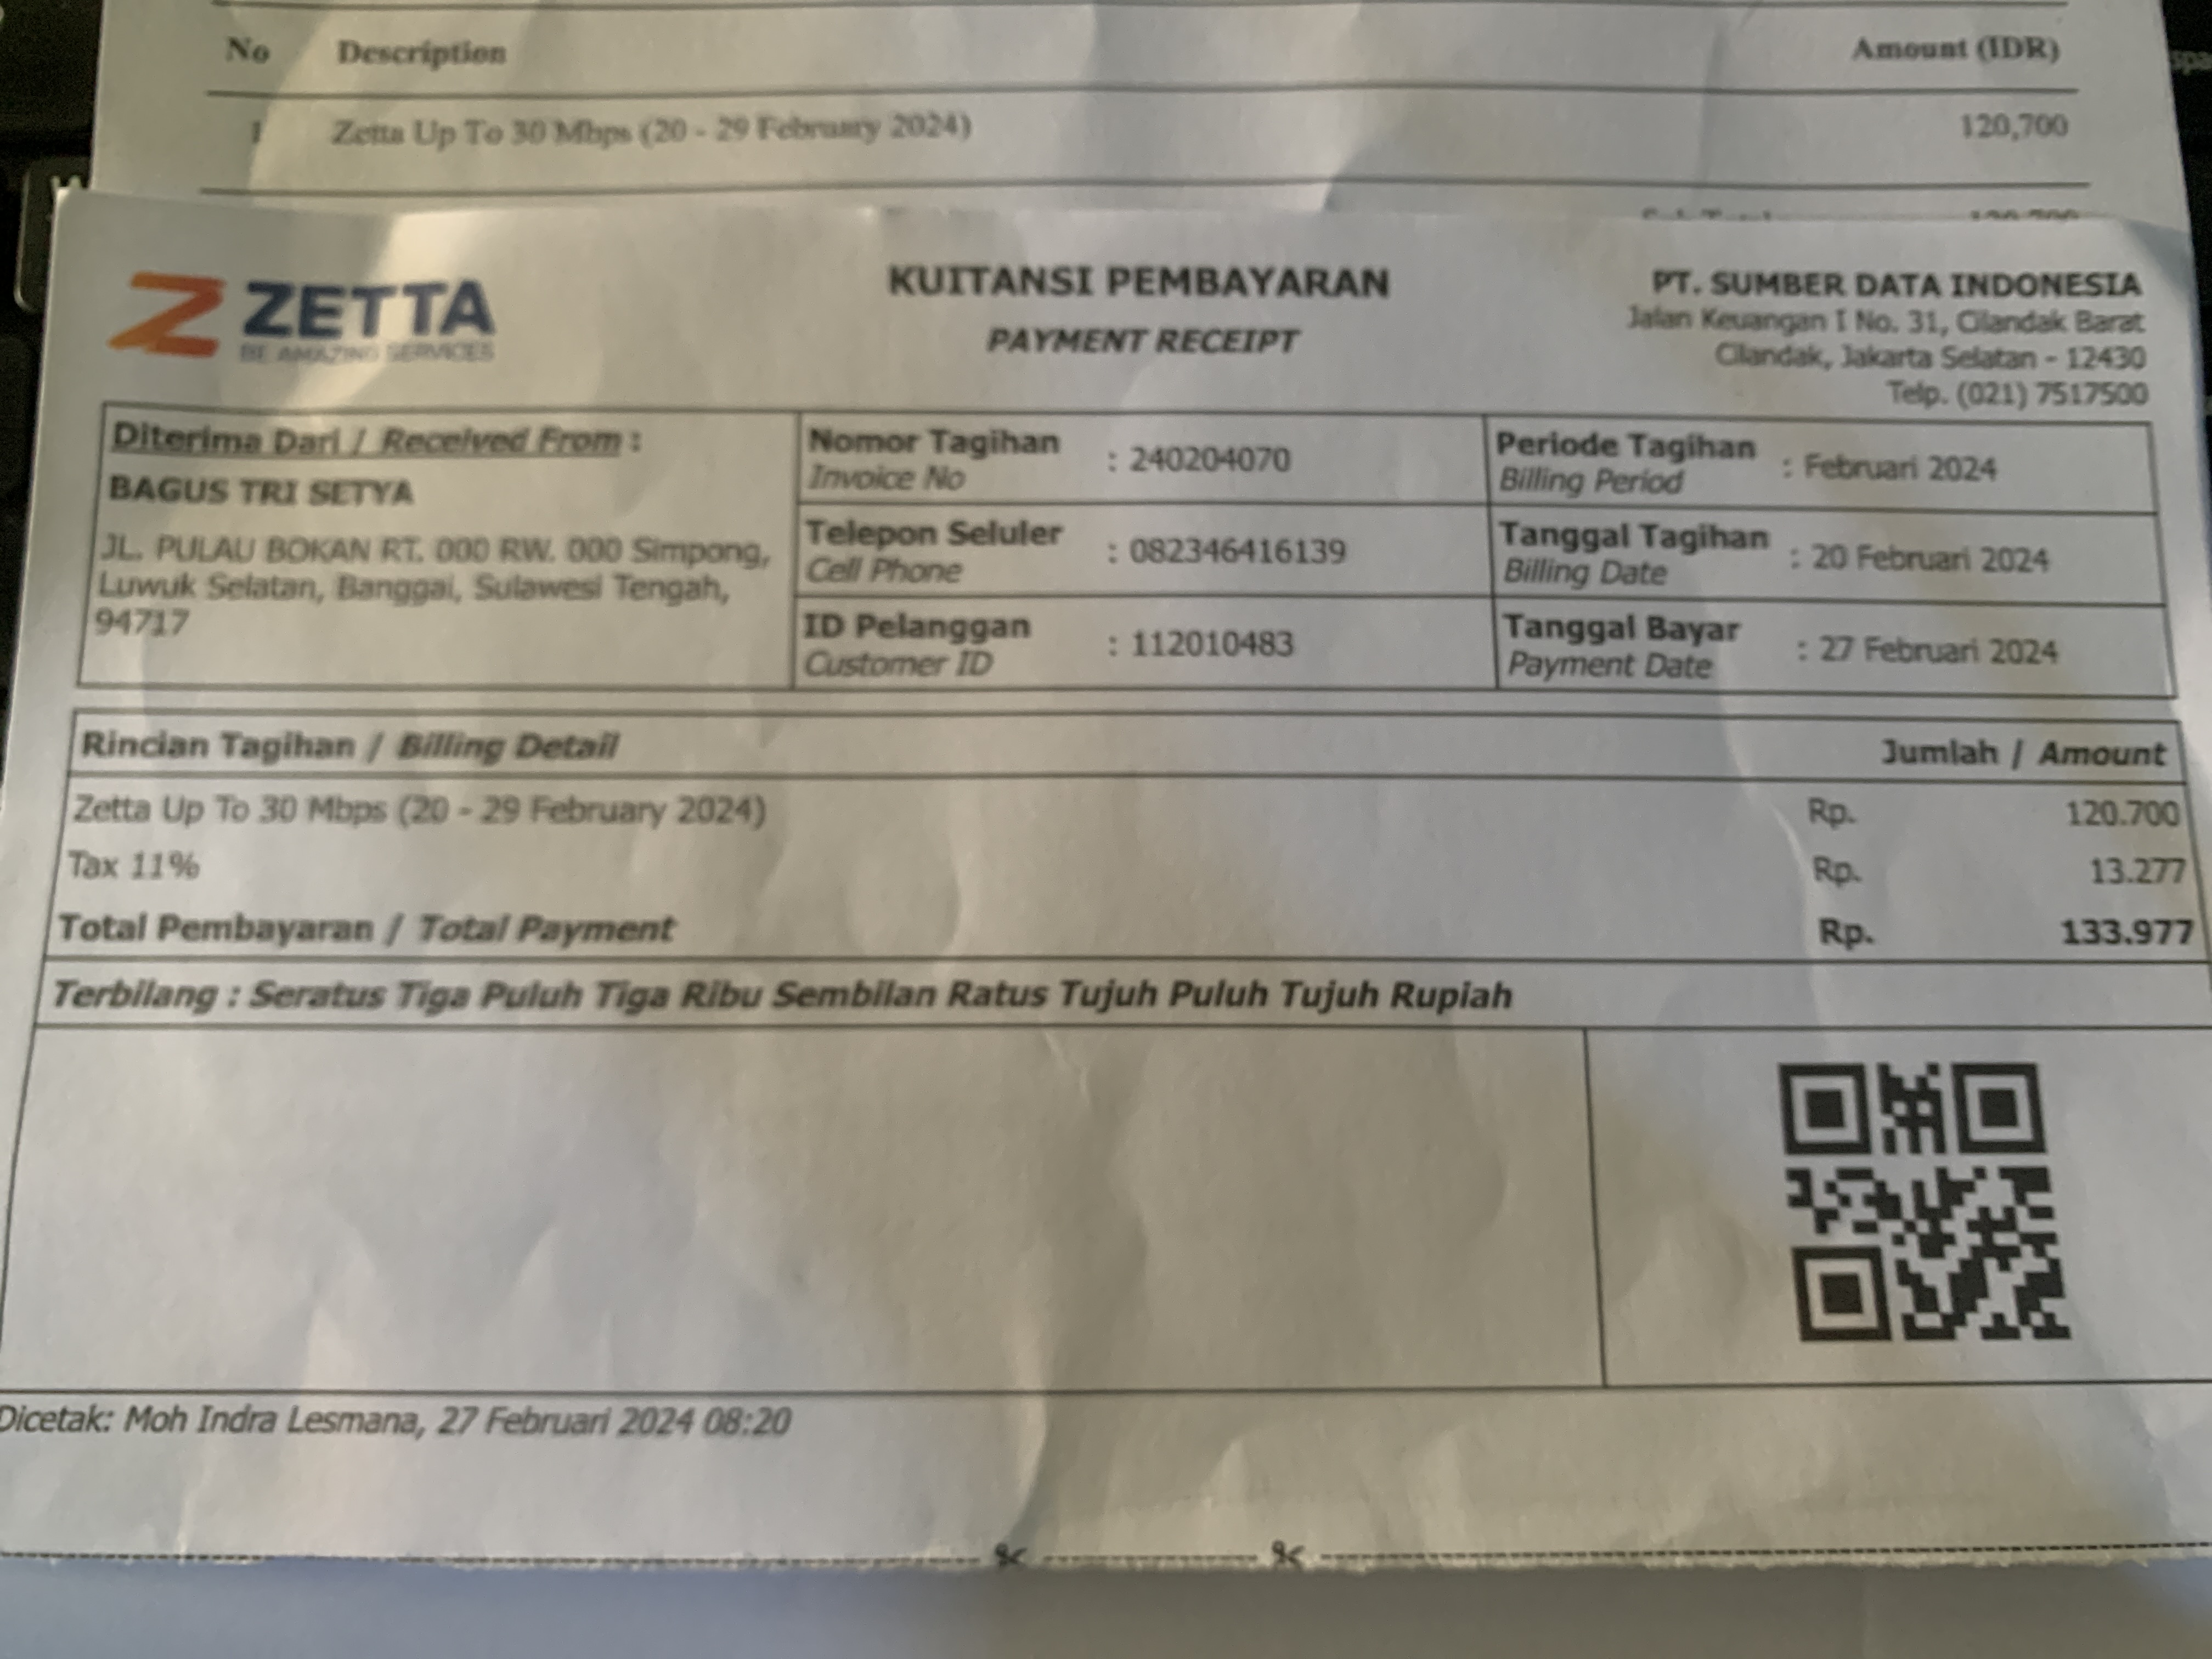 No Description Amount (IDR)
1 Zetta Up To 30 Mbps (20 - 29 February 2024) 120,700
Sub Total 120,700
ZETTA
BE AMAZING SERVICES
KUITANSI PEMBAYARAN
PAYMENT RECEIPT
PT. SUMBER DATA INDONESIA
Jalan Keuangan I No. 31, Cilandak Barat
Cilandak, Jakarta Selatan - 12430
Telp. (021) 7517500
Diterima Dari / Received From :
BAGUS TRI SETYA
JL. PULAU BOKAN RT. 000 RW. 000 Simpong,
Luwuk Selatan, Banggai, Sulawesi Tengah,
94717
Nomor Tagihan : 240204070
Invoice No
Telepon Seluler : 082346416139
Cell Phone
ID Pelanggan : 112010483
Customer ID
Periode Tagihan : Februari 2024
Billing Period
Tanggal Tagihan : 20 Februari 2024
Billing Date
Tanggal Bayar : 27 Februari 2024
Payment Date
Rincian Tagihan / Billing Detail Jumlah / Amount
Zetta Up To 30 Mbps (20 - 29 February 2024) Rp. 120.700
Tax 11% Rp. 13.277
Total Pembayaran / Total Payment Rp. 133.977
Terbilang : Seratus Tiga Puluh Tiga Ribu Sembilan Ratus Tujuh Puluh Tujuh Rupiah
Dicetak: Moh Indra Lesmana, 27 Februari 2024 08:20